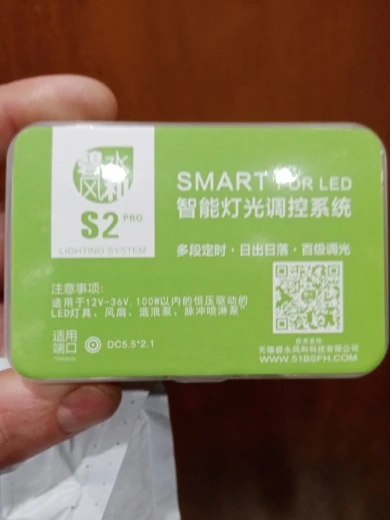 碧水
风和
S2 PRO
LIGHTING SYSTEM
SMART FOR LED
智能灯光调控系统
多段定时·日出日落·百级调光
注意事项:
适用于12V-36V,100W以内的恒压驱动的
LED灯具、风扇、造浪泵、脉冲喷淋泵
适用
端口
DC5.5*2.1
无锡碧水风和科技有限公司
WWW.518SFH.COM